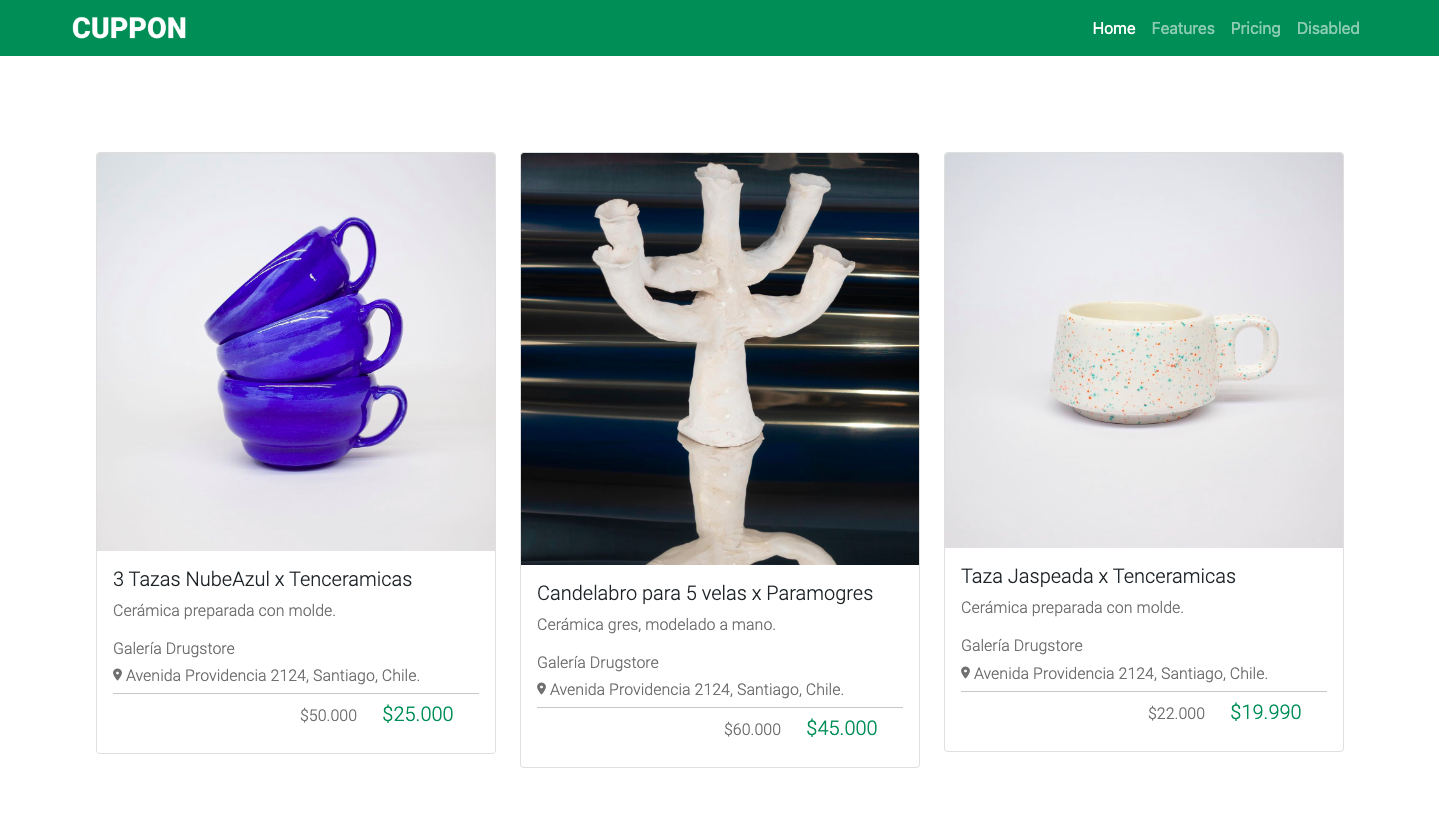 CUPPON
Home Features Pricing Disabled
3 Tazas NubeAzul x Tenceramicas
Cerámica preparada con molde.
Galería Drugstore
Avenida Providencia 2124, Santiago, Chile.
$50.000 $25.000
Candelabro para 5 velas x Paramogres
Cerámica gres, modelado a mano.
Galería Drugstore
Avenida Providencia 2124, Santiago, Chile.
$60.000 $45.000
Taza Jaspeada x Tenceramicas
Cerámica preparada con molde.
Galería Drugstore
Avenida Providencia 2124, Santiago, Chile.
$22.000 $19.990